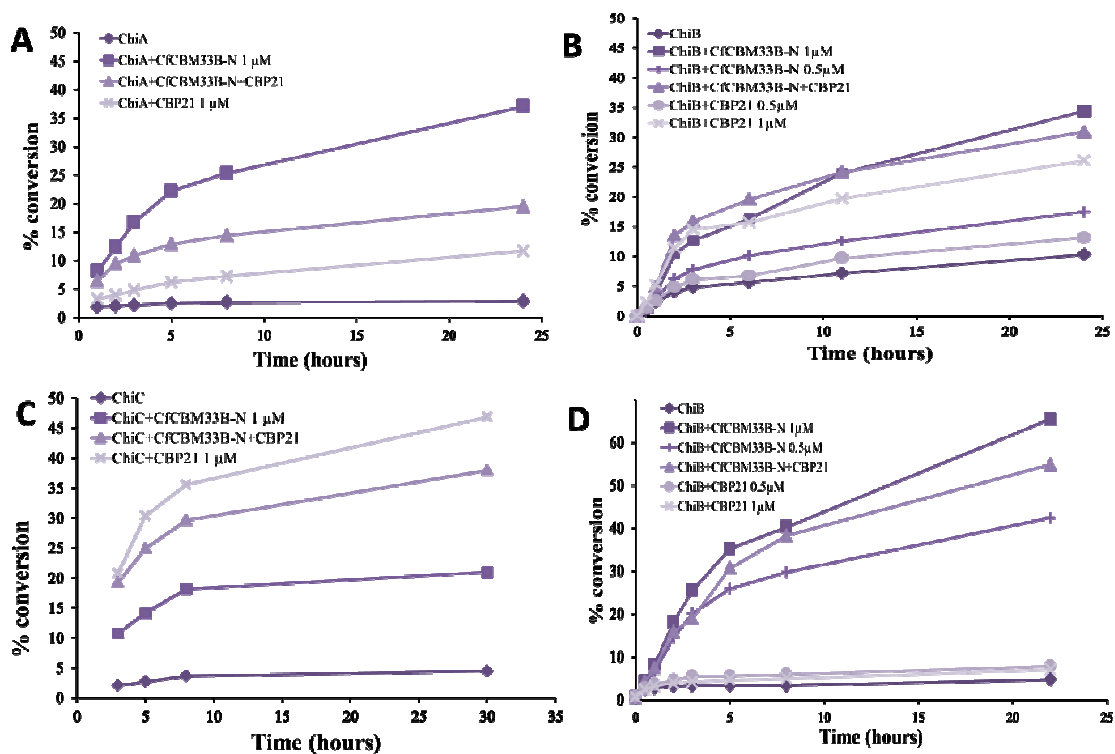 A
ChiA
ChiA+CfCBM33B-N 1 µM
ChiA+CfCBM33B-N+CBP21
ChiA+CBP21 1 µM
% conversion
50
45
40
35
30
25
20
15
10
5
0
0 5 10 15 20 25
Time (hours)
B
ChiB
ChiB+CfCBM33B-N 1µM
ChiB+CfCBM33B-N 0.5µM
ChiB+CfCBM33B-N+CBP21
ChiB+CBP21 0.5µM
ChiB+CBP21 1µM
% conversion
50
45
40
35
30
25
20
15
10
5
0
0 5 10 15 20 25
Time (hours)
C
ChiC
ChiC+CfCBM33B-N 1 µM
ChiC+CfCBM33B-N+CBP21
ChiC+CBP21 1 µM
% conversion
50
45
40
35
30
25
20
15
10
5
0
0 5 10 15 20 25 30 35
Time (hours)
D
ChiB
ChiB+CfCBM33B-N 1µM
ChiB+CfCBM33B-N 0.5µM
ChiB+CfCBM33B-N+CBP21
ChiB+CBP21 0.5µM
ChiB+CBP21 1µM
% conversion
60
50
40
30
20
10
0
0 5 10 15 20 25
Time (hours)